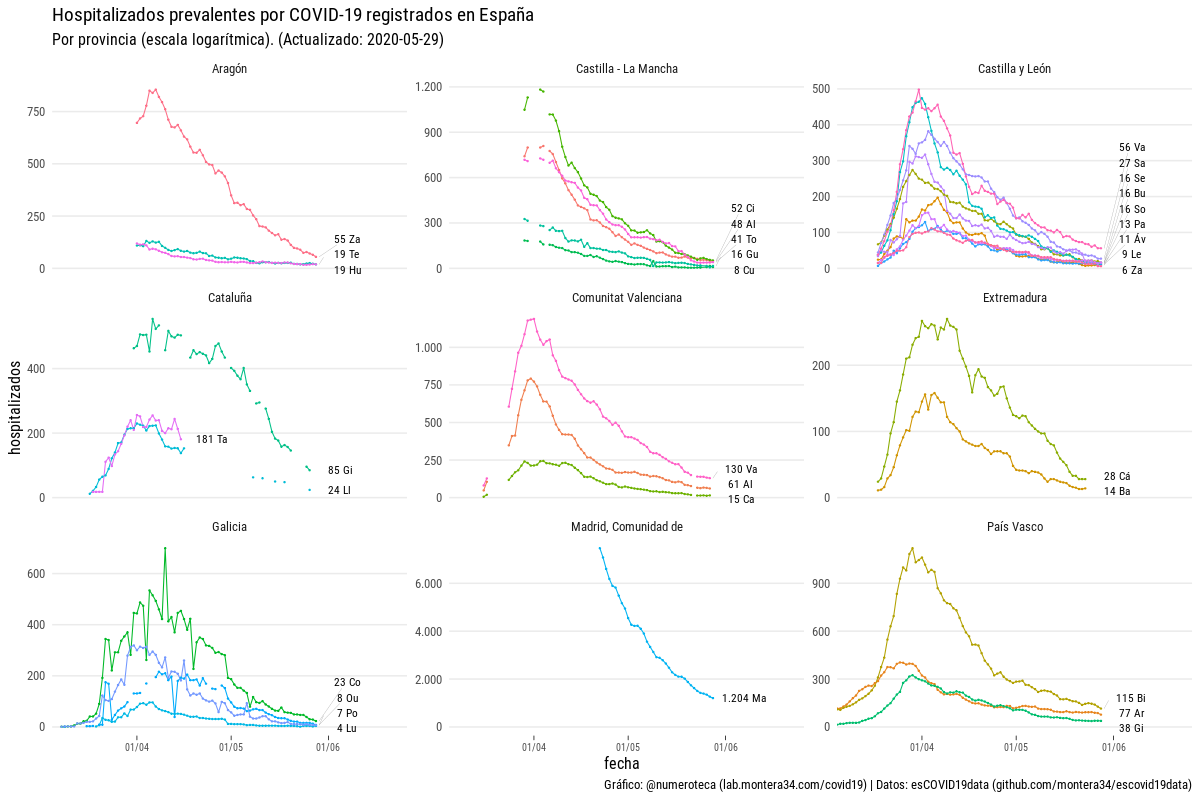 Hospitalizados prevalentes por COVID-19 registrados en España
Por provincia (escala logarítmica). (Actualizado: 2020-05-29)
Aragón
750
500
250
0
55 Za
19 Te
19 Hu
Castilla - La Mancha
1.200
900
600
300
0
52 Ci
48 Al
41 To
16 Gu
8 Cu
Castilla y León
500
400
300
200
100
0
56 Va
27 Sa
16 Se
16 Bu
16 So
13 Pa
11 Áv
9 Le
6 Za
hospitalizados
Cataluña
400
200
0
181 Ta
85 Gi
24 Ll
Comunitat Valenciana
1.000
750
500
250
0
130 Va
61 Al
15 Ca
Extremadura
200
100
0
28 Cá
14 Ba
Galicia
600
400
200
0
23 Co
8 Ou
7 Po
4 Lu
01/04
01/05
01/06
Madrid, Comunidad de
6.000
4.000
2.000
0
1.204 Ma
01/04
01/05
01/06
País Vasco
900
600
300
0
115 Bi
77 Ar
38 Gi
01/04
01/05
01/06
fecha
Gráfico: @numeroteca (lab.montera34.com/covid19) | Datos: esCOVID19data (github.com/montera34/escovid19data)